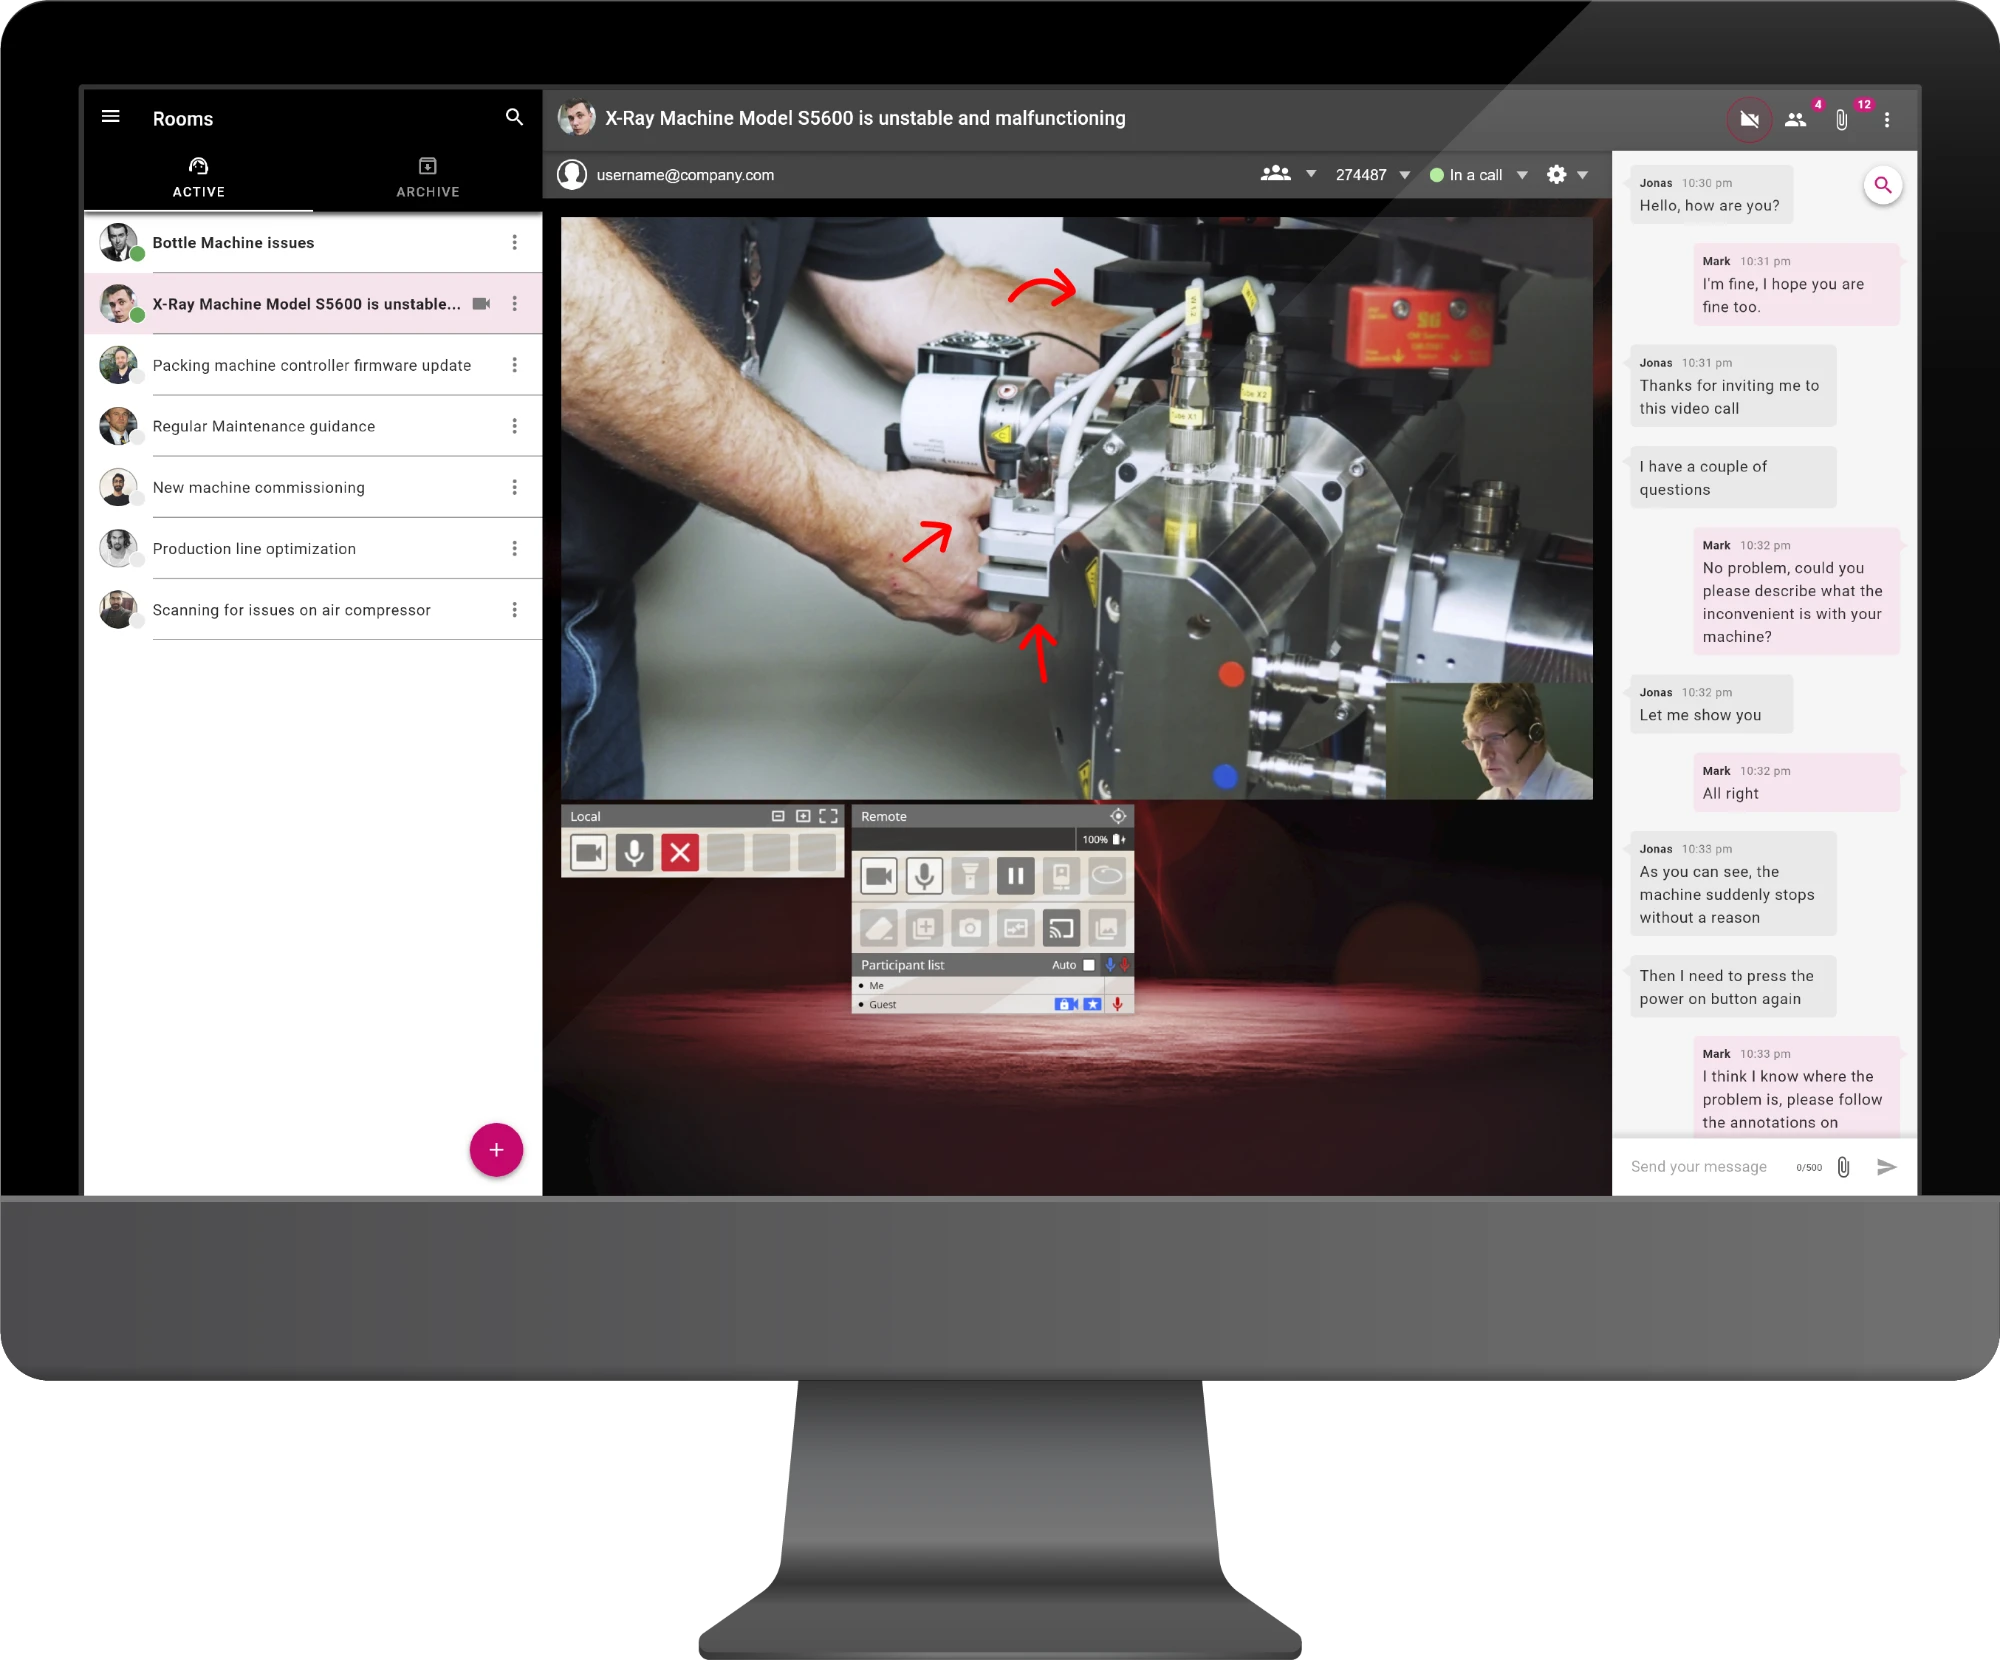 Rooms
ACTIVE
ARCHIVE
Bottle Machine issues
X-Ray Machine Model S5600 is unstable...
Packing machine controller firmware update
Regular Maintenance guidance
New machine commissioning
Production line optimization
Scanning for issues on air compressor
X-Ray Machine Model S5600 is unstable and malfunctioning
4
12
username@company.com
274487
In a call
Sti
Tube X1
Tube X2
Local
Remote
100%
Participant list
Auto
Me
Guest
Jonas 10:30 pm
Hello, how are you?
Mark 10:31 pm
I'm fine, I hope you are
fine too.
Jonas 10:31 pm
Thanks for inviting me to
this video call
I have a couple of
questions
Mark 10:32 pm
No problem, could you
please describe what the
inconvenient is with your
machine?
Jonas 10:32 pm
Let me show you
Mark 10:32 pm
All right
Jonas 10:33 pm
As you can see, the
machine suddenly stops
without a reason
Then I need to press the
power on button again
Mark 10:33 pm
I think I know where the
problem is, please follow
the annotations on
Send your message
0/500